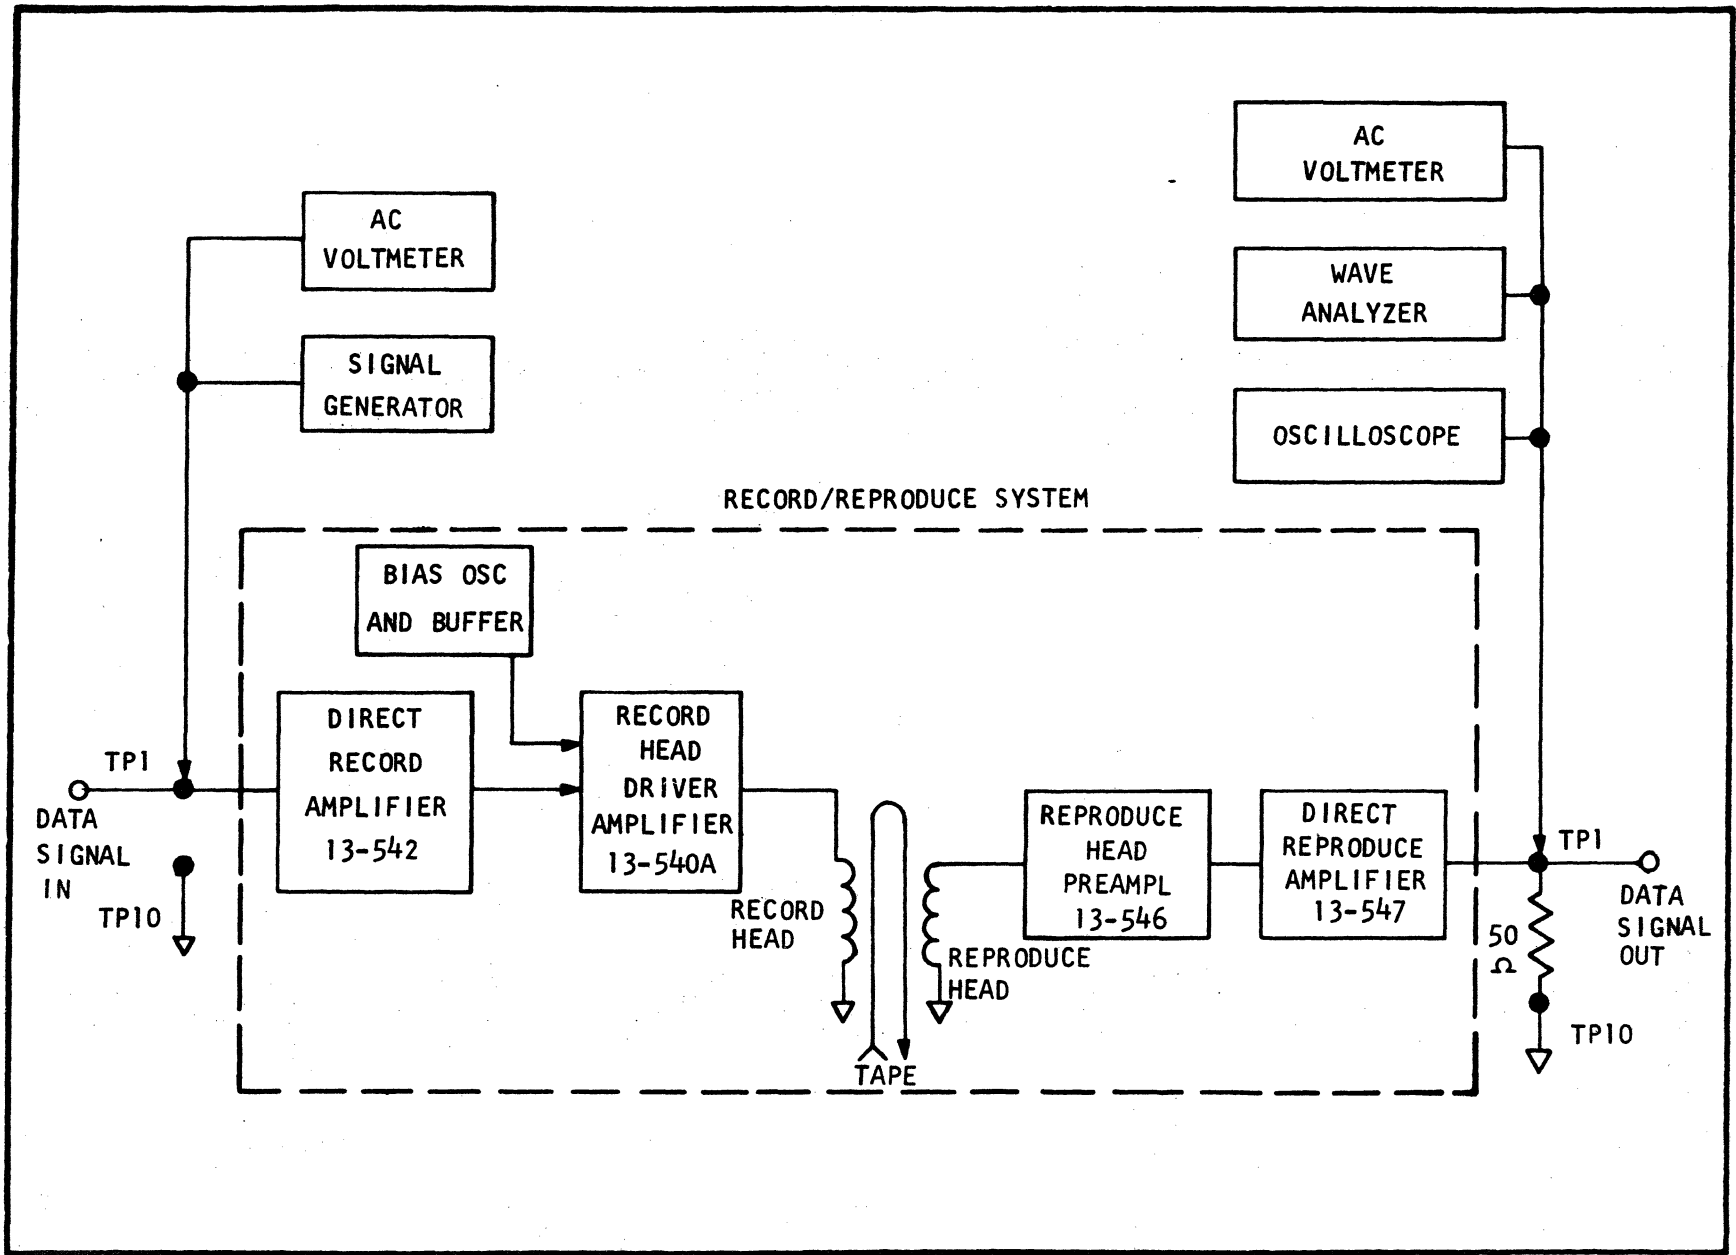 AC
VOLTMETER
SIGNAL
GENERATOR
AC
VOLTMETER
WAVE
ANALYZER
OSCILLOSCOPE
RECORD/REPRODUCE SYSTEM
BIAS OSC
AND BUFFER
TP1
DATA
SIGNAL
IN
TP10
DIRECT
RECORD
AMPLIFIER
13-542
RECORD
HEAD
DRIVER
AMPLIFIER
13-540A
RECORD
HEAD
TAPE
REPRODUCE
HEAD
REPRODUCE
HEAD
PREAMPL
13-546
DIRECT
REPRODUCE
AMPLIFIER
13-547
TP1
DATA
SIGNAL
OUT
50
Ω
TP10